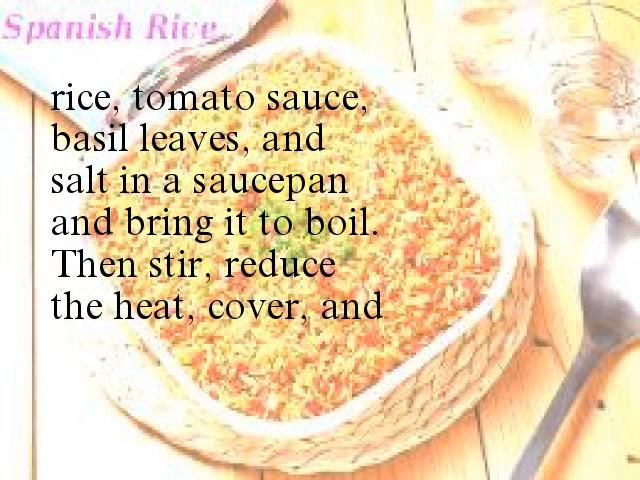 Spanish Rice
rice, tomato sauce,
basil leaves, and
salt in a saucepan
and bring it to boil.
Then stir, reduce
the heat, cover, and